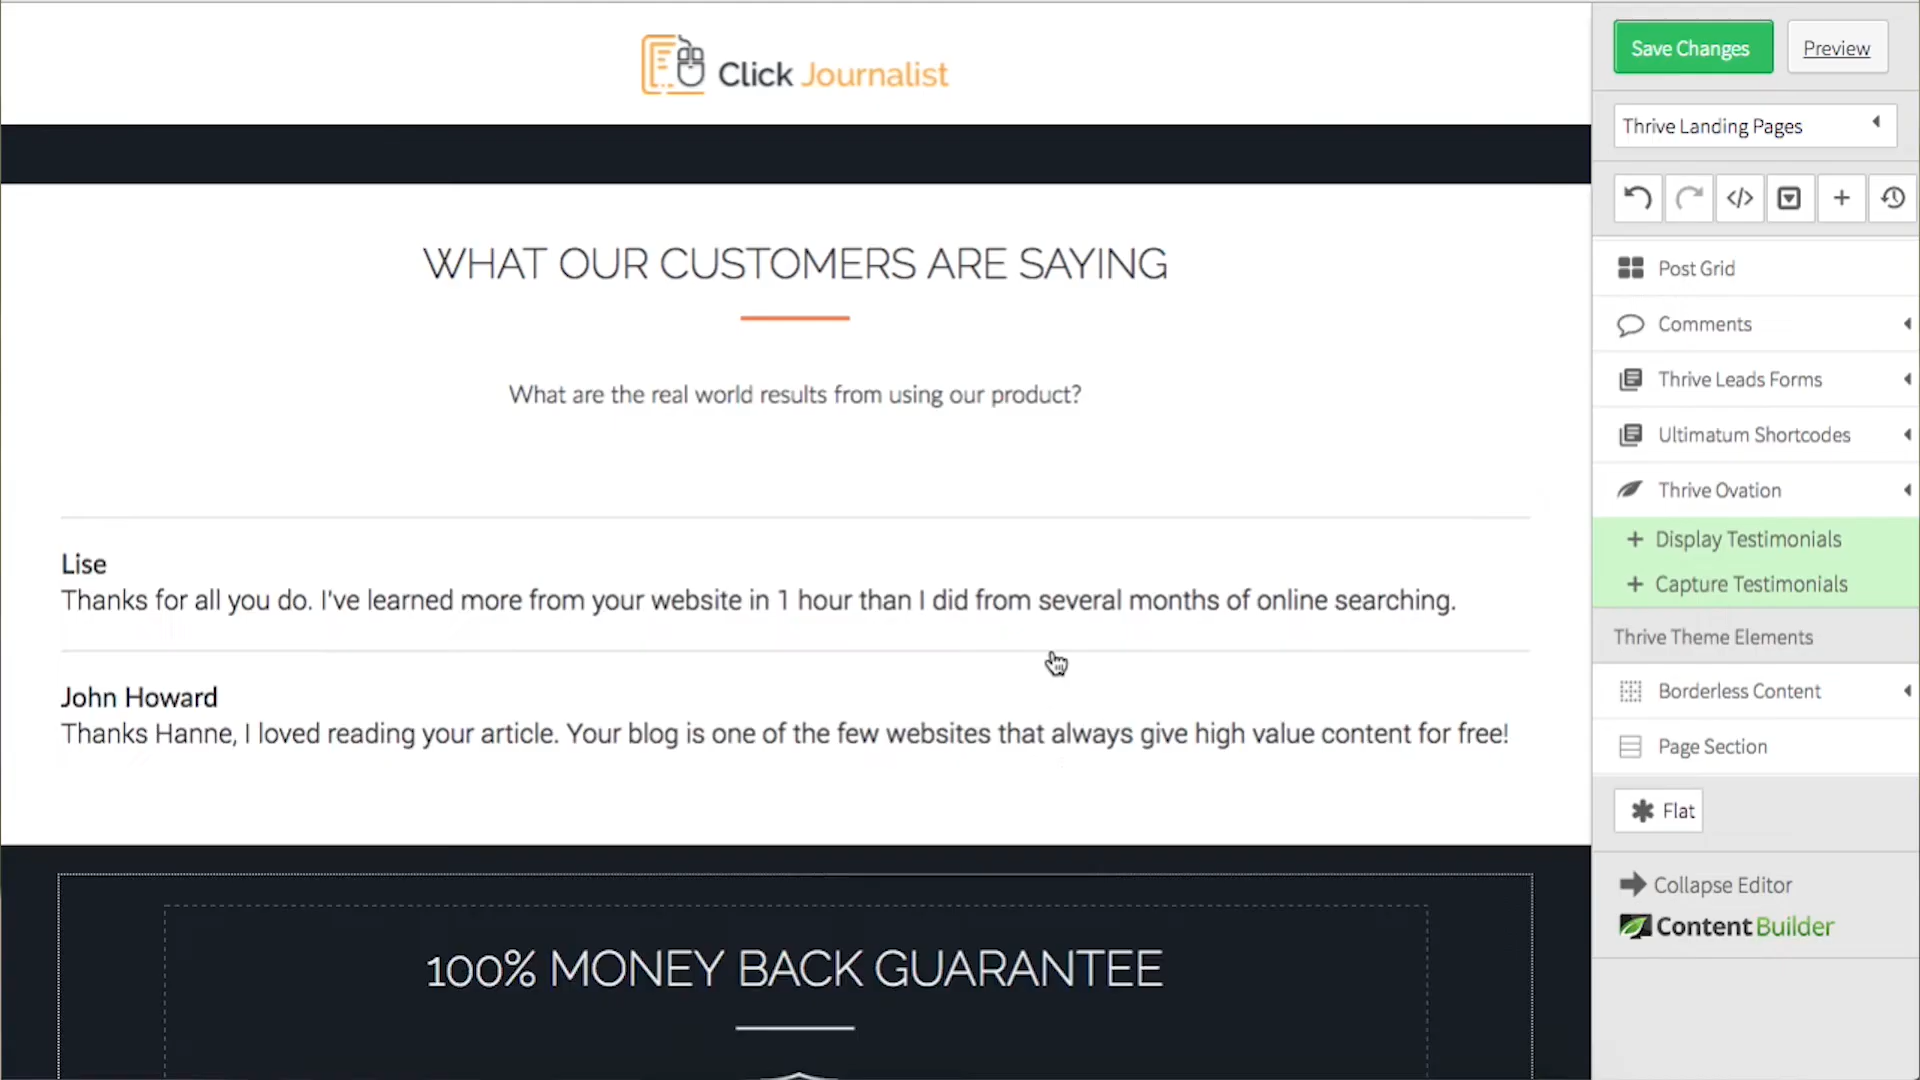 Click Journalist
WHAT OUR CUSTOMERS ARE SAYING
What are the real world results from using our product?
Lise
Thanks for all you do. I've learned more from your website in 1 hour than I did from several months of online searching.
John Howard
Thanks Hanne, I loved reading your article. Your blog is one of the few websites that always give high value content for free!
100% MONEY BACK GUARANTEE
Save Changes
Preview
Thrive Landing Pages
Post Grid
Comments
Thrive Leads Forms
Ultimatum Shortcodes
Thrive Ovation
+ Display Testimonials
+ Capture Testimonials
Thrive Theme Elements
Borderless Content
Page Section
Flat
Collapse Editor
Content Builder